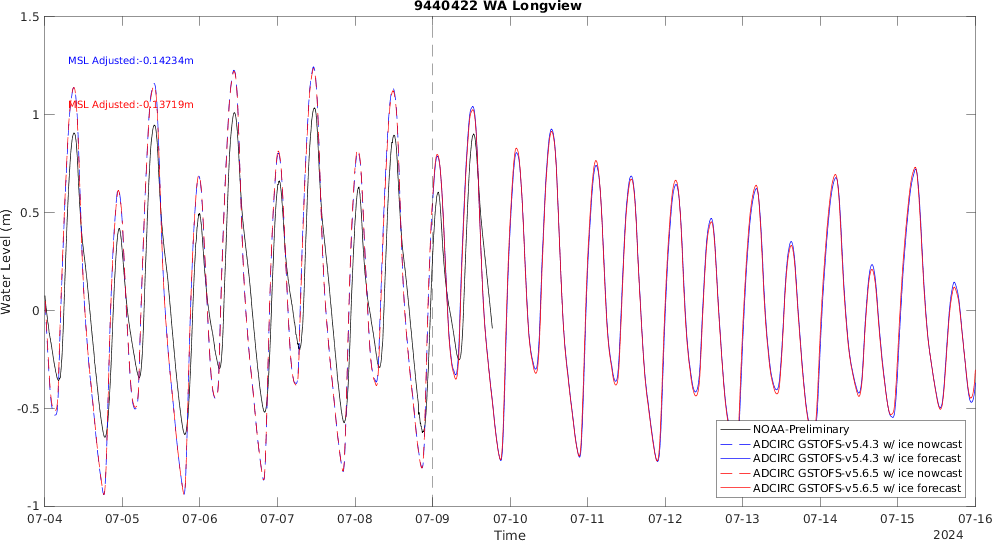 9440422 WA Longview
1.5
MSL Adjusted:-0.14234m
MSL Adjusted:-0.13719m
1
0.5
0
-0.5
-1
Water Level (m)
NOAA-Preliminary
ADCIRC GSTOFS-v5.4.3 w/ ice nowcast
ADCIRC GSTOFS-v5.4.3 w/ ice forecast
ADCIRC GSTOFS-v5.6.5 w/ ice nowcast
ADCIRC GSTOFS-v5.6.5 w/ ice forecast
07-04 07-05 07-06 07-07 07-08 07-09 07-10 07-11 07-12 07-13 07-14 07-15 07-16
Time
2024